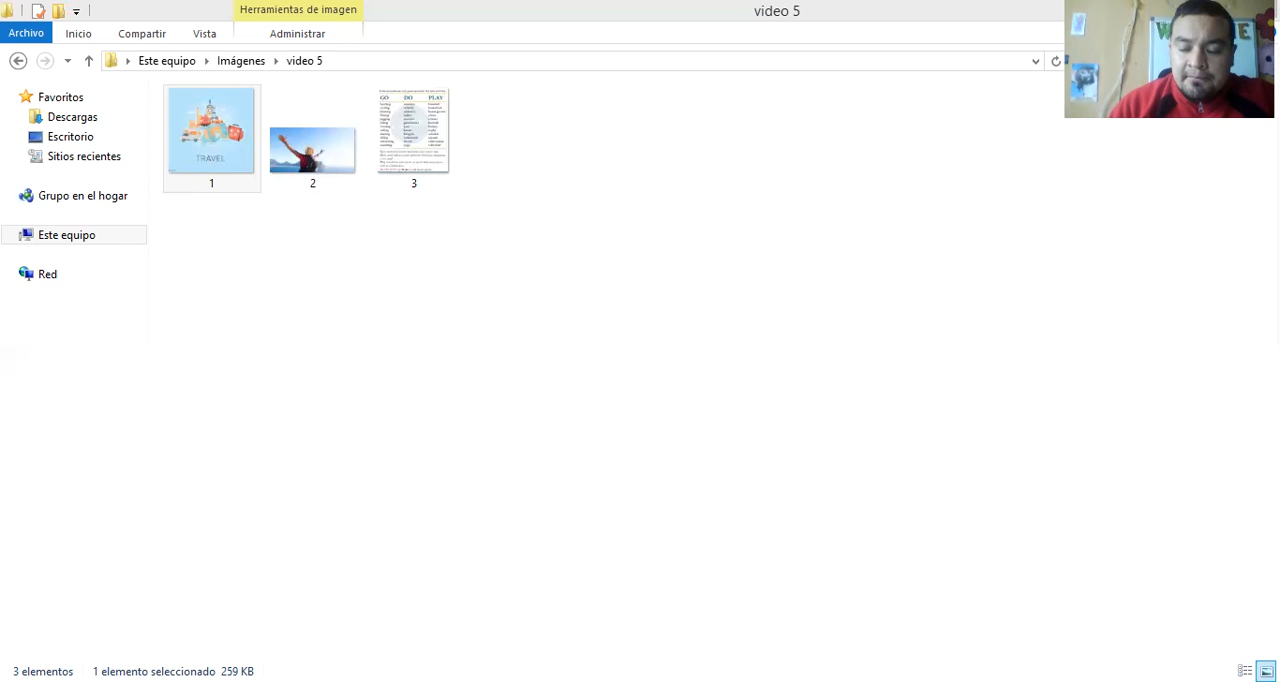 Herramientas de imagen
video 5
Archivo
Inicio
Compartir
Vista
Administrar
Este equipo
Imágenes
video 5
Favoritos
Descargas
Escritorio
Sitios recientes
Grupo en el hogar
Este equipo
Red
TRAVEL
1
2
GO DO PLAY
3
3 elementos
1 elemento seleccionado 259 KB